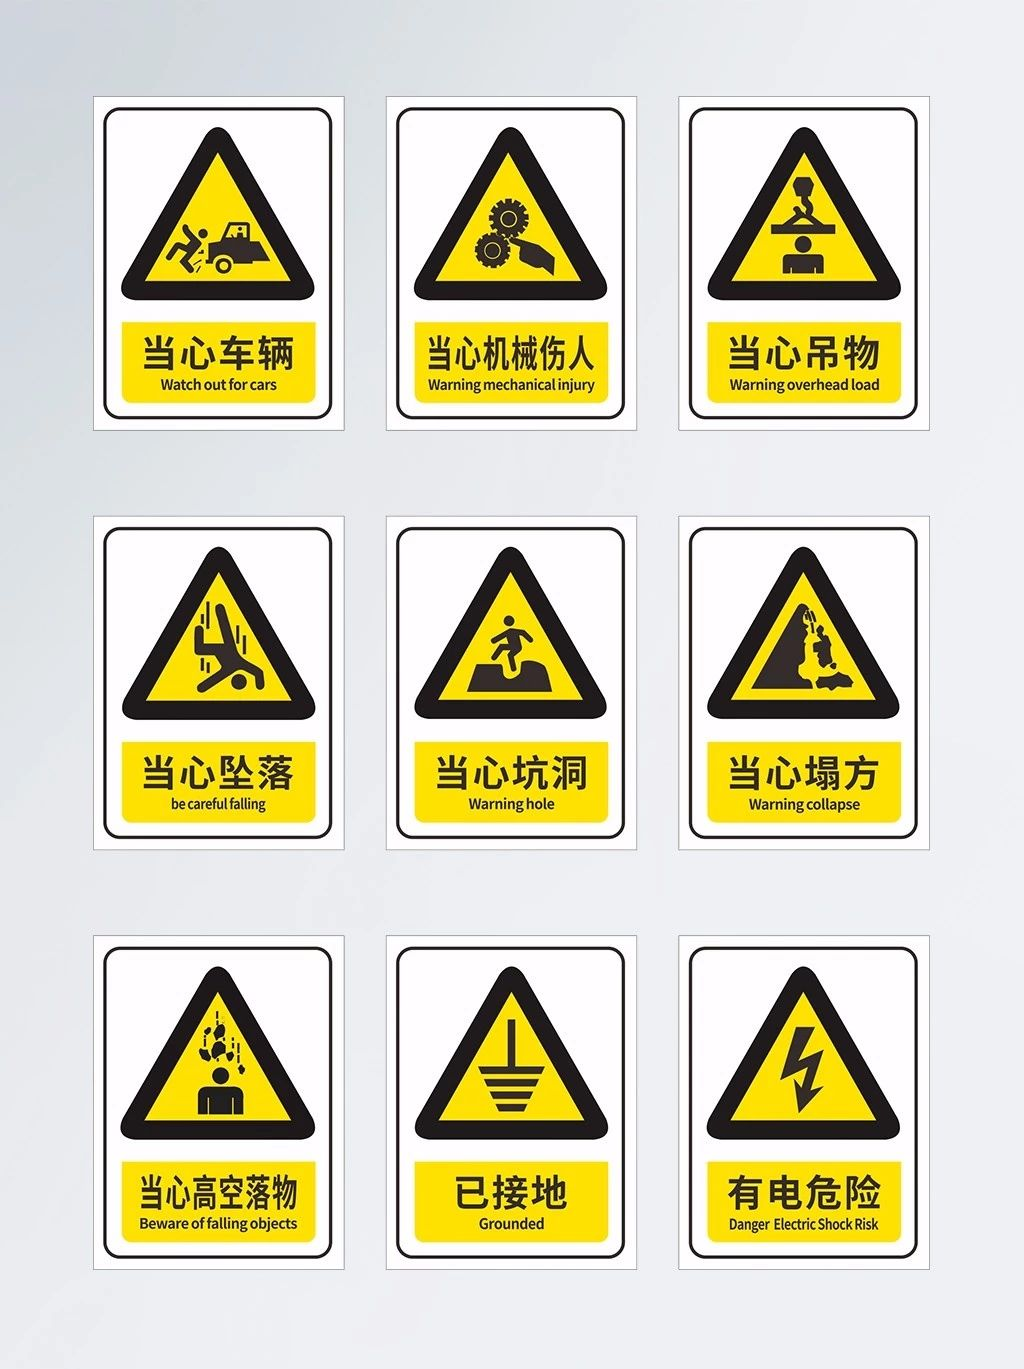 当心车辆
Watch out for cars
当心机械伤人
Warning mechanical injury
当心吊物
Warning overhead load
当心坠落
be careful falling
当心坑洞
Warning hole
当心塌方
Warning collapse
当心高空落物
Beware of falling objects
已接地
Grounded
有电危险
Danger Electric Shock Risk